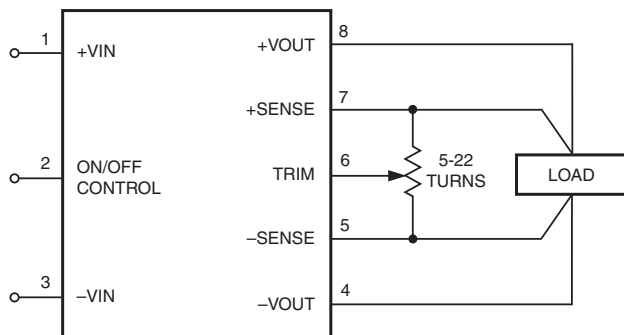 1
+VIN
2
ON/OFF
CONTROL
3
–VIN
+VOUT
8
+SENSE
7
TRIM
6
5-22
TURNS
LOAD
–SENSE
5
–VOUT
4